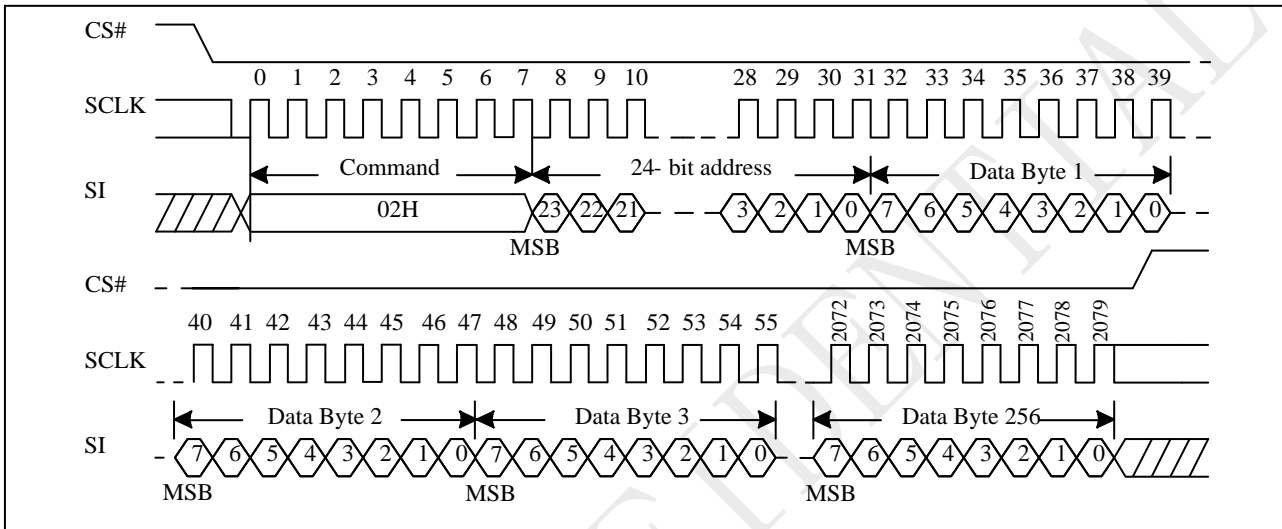 CS#
0 1 2 3 4 5 6 7 8 9 10 28 29 30 31 32 33 34 35 36 37 38 39
SCLK
Command 24- bit address Data Byte 1
SI
02H 23 22 21 3 2 1 0 7 6 5 4 3 2 1 0
MSB MSB
CS#
40 41 42 43 44 45 46 47 48 49 50 51 52 53 54 55 2072 2073 2074 2075 2076 2077 2078 2079
SCLK
Data Byte 2 Data Byte 3 Data Byte 256
SI
7 6 5 4 3 2 1 0 7 6 5 4 3 2 1 0 7 6 5 4 3 2 1 0
MSB MSB MSB